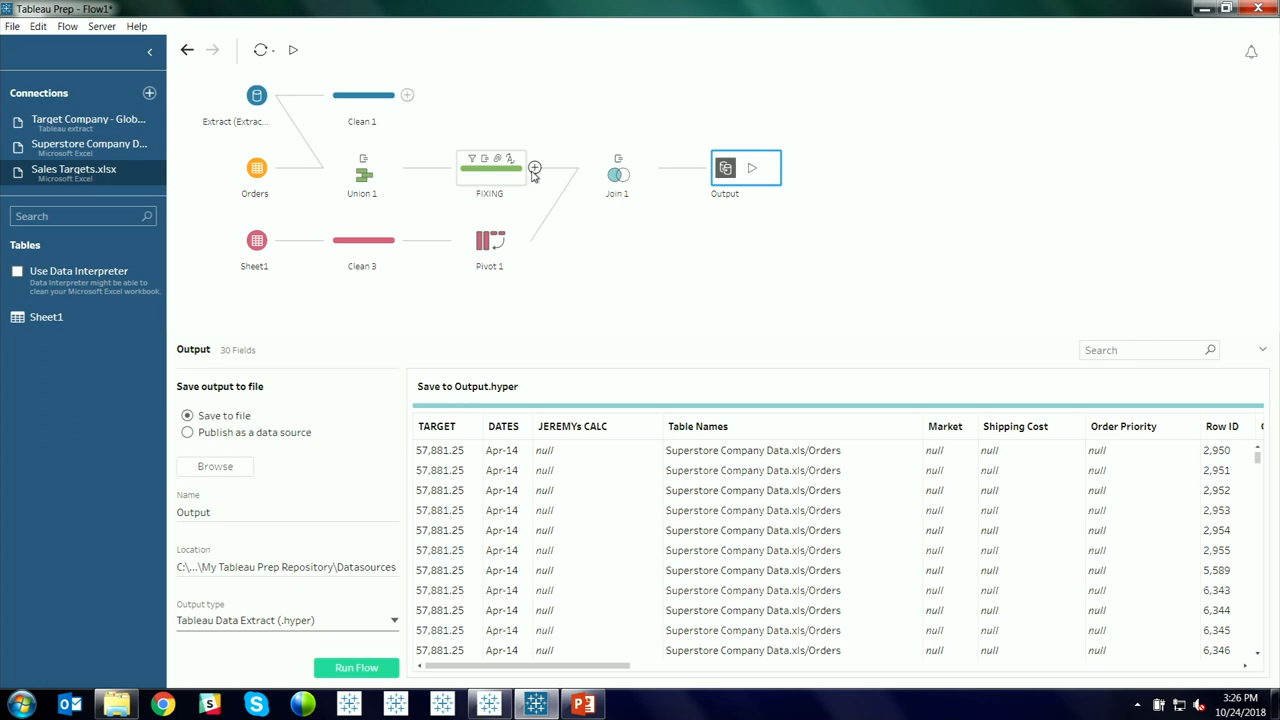 Tableau Prep - Flow1*
File Edit Flow Server Help
Connections
Target Company - Glob...
Tableau extract
Superstore Company D...
Microsoft Excel
Sales Targets.xlsx
Microsoft Excel
Search
Tables
Use Data Interpreter
Data Interpreter might be able to
clean your Microsoft Excel workbook.
Sheet1
Extract (Extrac...
Clean 1
Orders
Union 1
FIXING
Join 1
Output
Sheet1
Clean 3
Pivot 1
Output 30 Fields
Search
Save output to file
Save to file
Publish as a data source
Browse
Name
Output
Location
C:\...\My Tableau Prep Repository\Datasources
Output type
Tableau Data Extract (.hyper)
Run Flow
Save to Output.hyper
TARGET DATES JEREMYs CALC Table Names Market Shipping Cost Order Priority Row ID
57,881.25 Apr-14 null Superstore Company Data.xls/Orders null null null 2,950
57,881.25 Apr-14 null Superstore Company Data.xls/Orders null null null 2,951
57,881.25 Apr-14 null Superstore Company Data.xls/Orders null null null 2,952
57,881.25 Apr-14 null Superstore Company Data.xls/Orders null null null 2,953
57,881.25 Apr-14 null Superstore Company Data.xls/Orders null null null 2,954
57,881.25 Apr-14 null Superstore Company Data.xls/Orders null null null 2,955
57,881.25 Apr-14 null Superstore Company Data.xls/Orders null null null 5,589
57,881.25 Apr-14 null Superstore Company Data.xls/Orders null null null 6,343
57,881.25 Apr-14 null Superstore Company Data.xls/Orders null null null 6,344
57,881.25 Apr-14 null Superstore Company Data.xls/Orders null null null 6,345
57,881.25 Apr-14 null Superstore Company Data.xls/Orders null null null 6,346
3:26 PM
10/24/2018